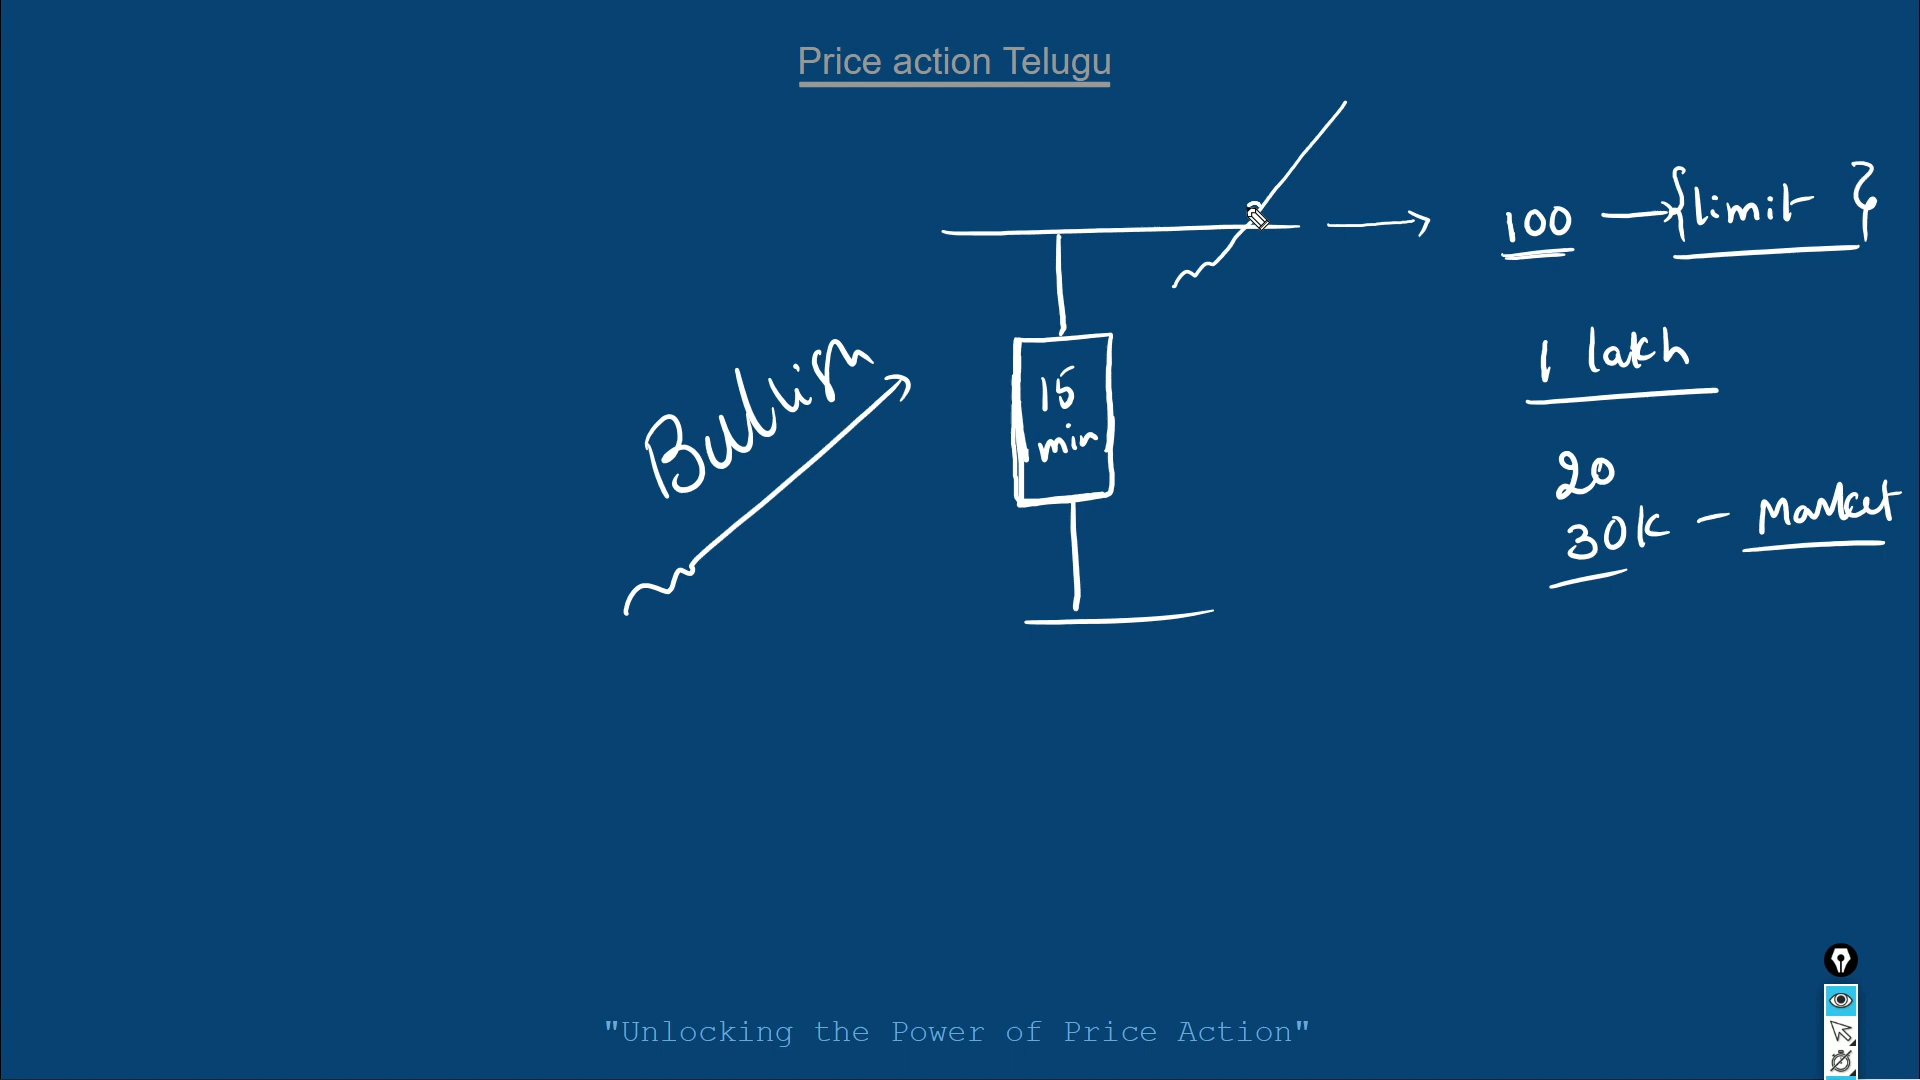 Price action Telugu
100 → {limit}
Bullish
15
min
1 lakh
20
30k - Market
"Unlocking the Power of Price Action"